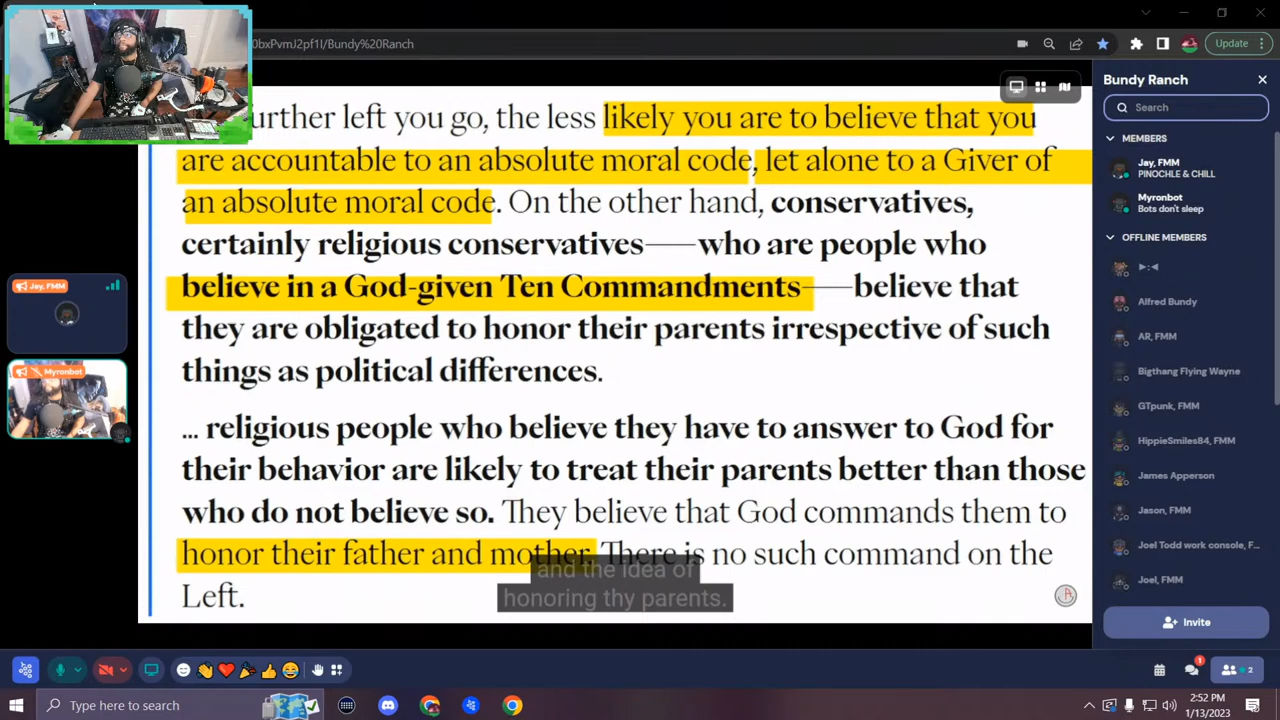 0bxPvmJ2pf1I/Bundy%20Ranch
Update
urther left you go, the less likely you are to believe that you
are accountable to an absolute moral code, let alone to a Giver of
an absolute moral code. On the other hand, conservatives,
certainly religious conservatives—who are people who
believe in a God-given Ten Commandments—believe that
they are obligated to honor their parents irrespective of such
things as political differences.
... religious people who believe they have to answer to God for
their behavior are likely to treat their parents better than those
who do not believe so. They believe that God commands them to
honor their father and mother. There is no such command on the
Left.
and the idea of
honoring thy parents.
Jay, FMM
Myronbot
Bundy Ranch
Search
MEMBERS
Jay, FMM
PINOCHLE & CHILL
Myronbot
Bots don't sleep
OFFLINE MEMBERS
Alfred Bundy
AR, FMM
Bigthang Flying Wayne
GTpunk, FMM
HippieSmiles84, FMM
James Apperson
Jason, FMM
Joel Todd work console, F...
Joel, FMM
Invite
1
2
Type here to search
2:52 PM
1/13/2023